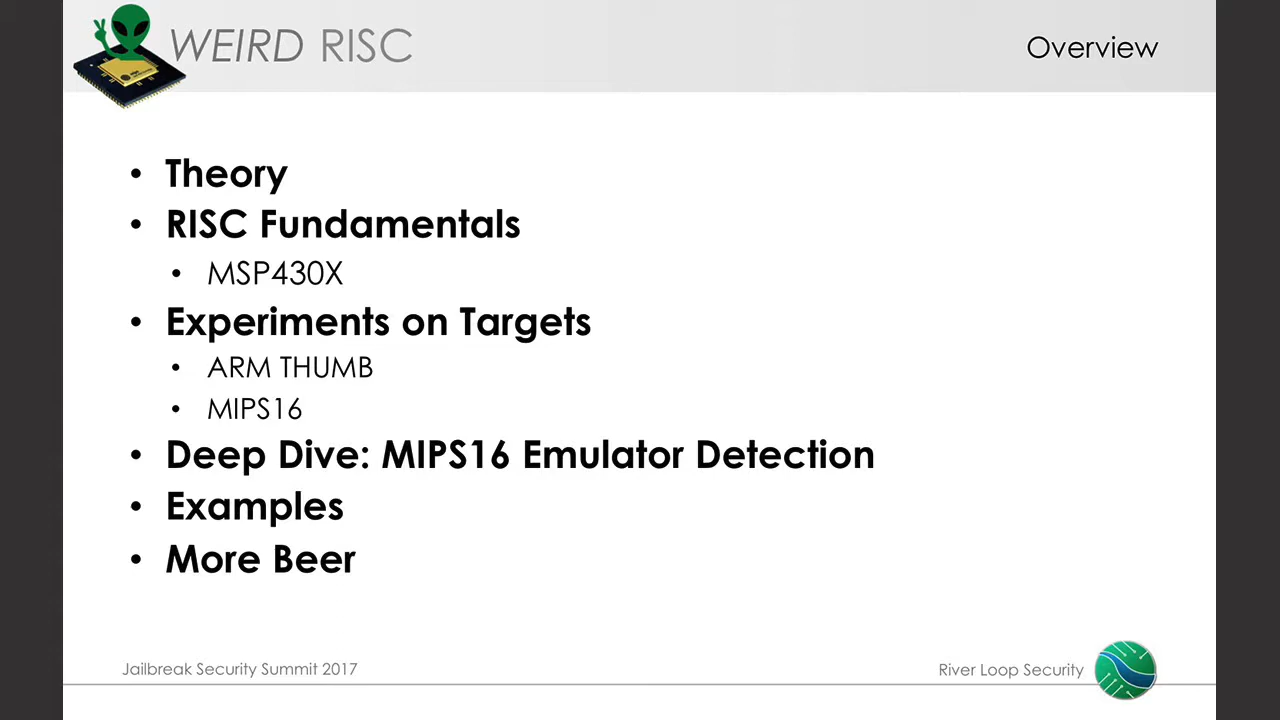 WEIRD RISC
Overview
• Theory
• RISC Fundamentals
• MSP430X
• Experiments on Targets
• ARM THUMB
• MIPS16
• Deep Dive: MIPS16 Emulator Detection
• Examples
• More Beer
Jailbreak Security Summit 2017
River Loop Security